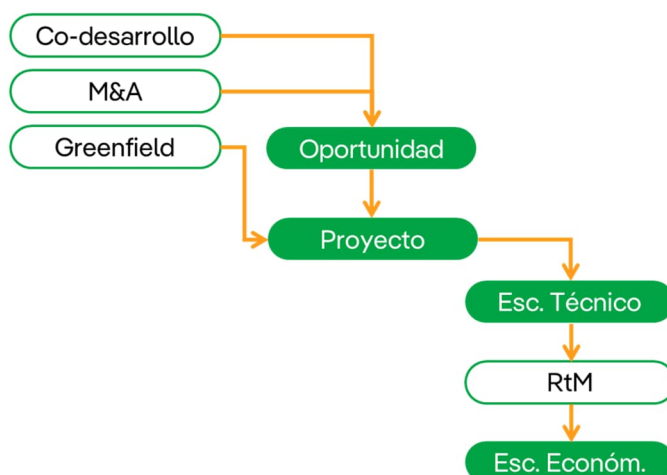 Co-desarrollo
M&A
Greenfield
Oportunidad
Proyecto
Esc. Técnico
RtM
Esc. Económ.